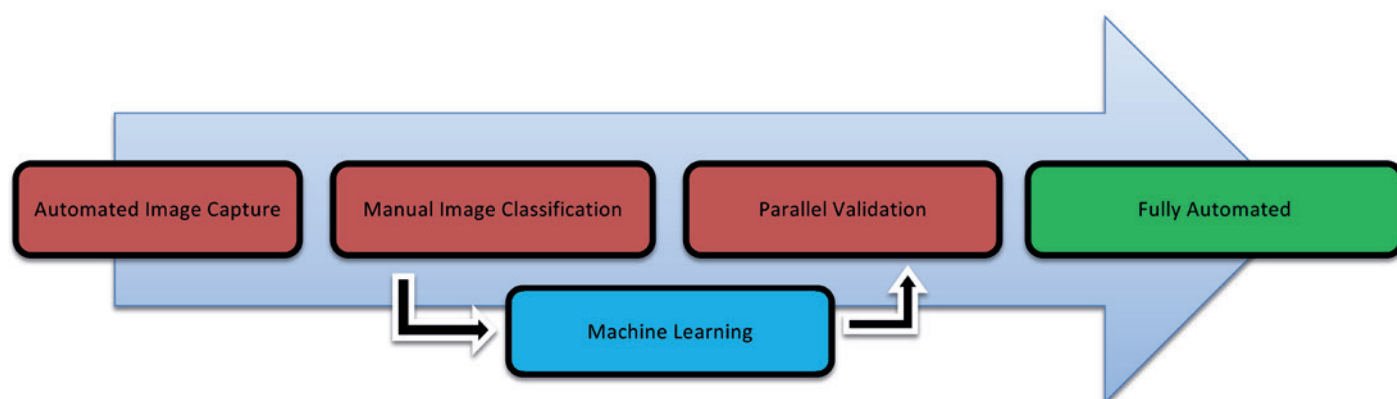 Automated Image Capture
Manual Image Classification
Parallel Validation
Fully Automated
Machine Learning